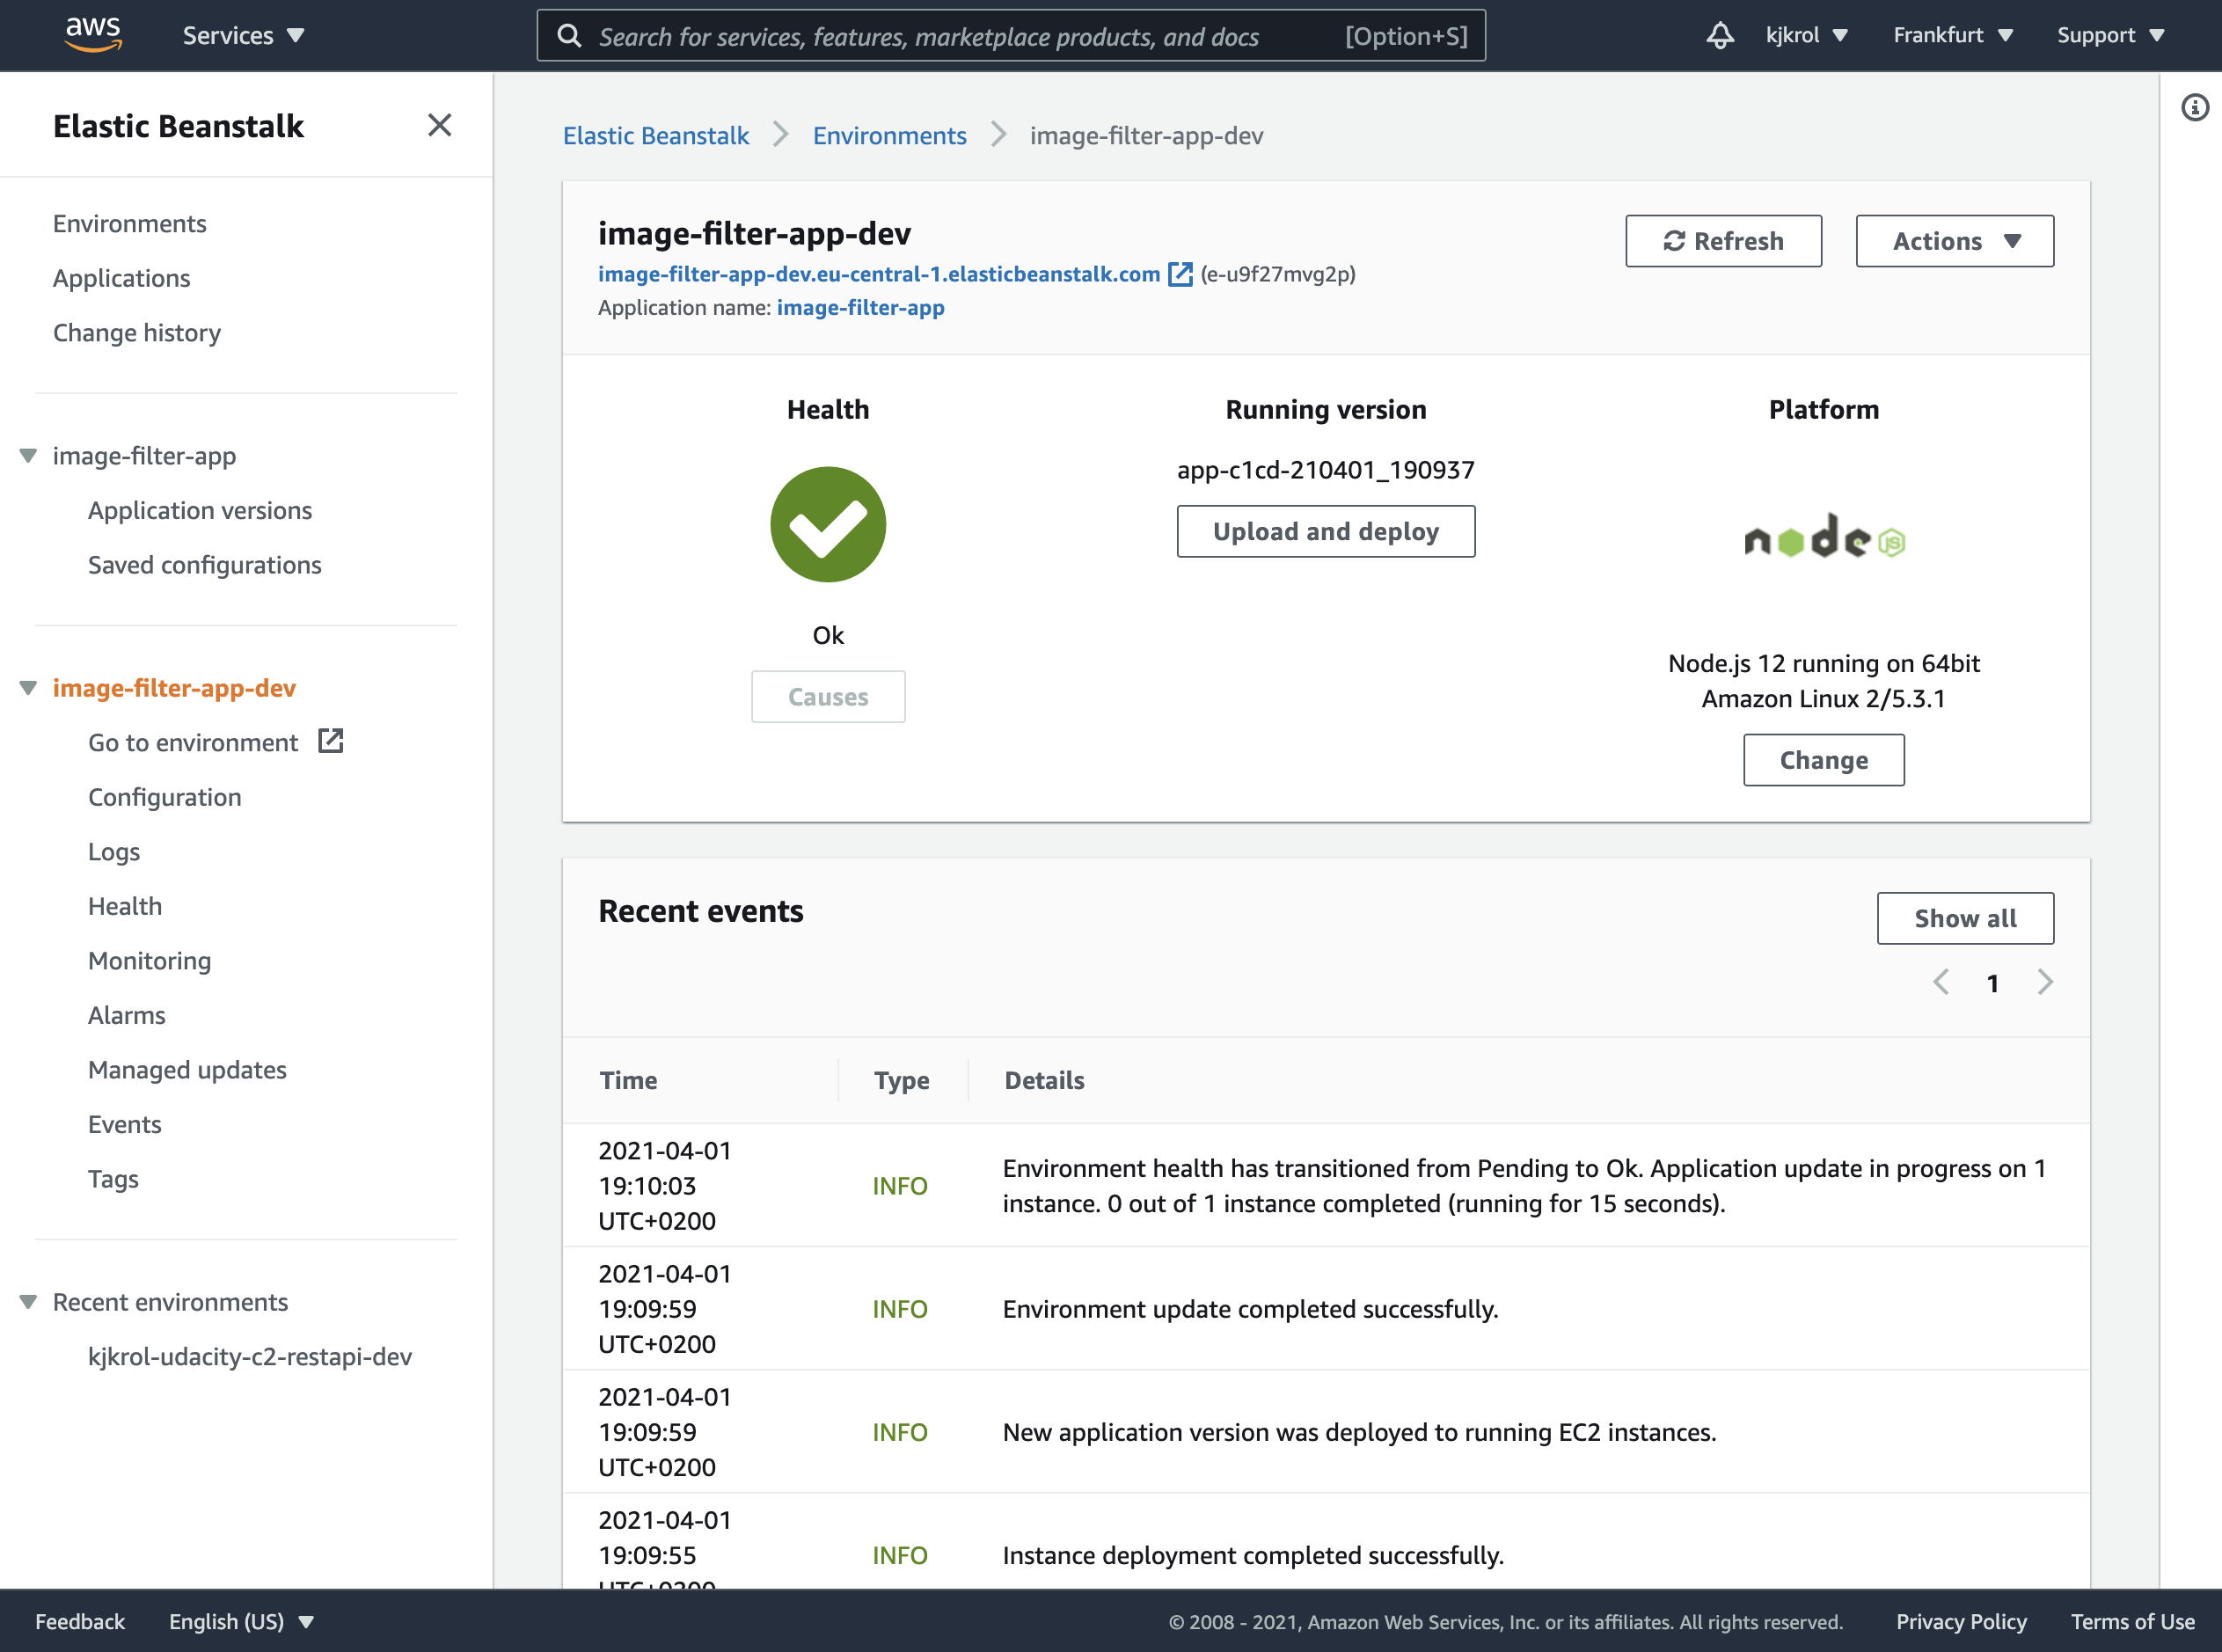 aws
Services
Search for services, features, marketplace products, and docs
[Option+S]
kjkrol
Frankfurt
Support
Elastic Beanstalk
Environments
Applications
Change history
image-filter-app
Application versions
Saved configurations
image-filter-app-dev
Go to environment
Configuration
Logs
Health
Monitoring
Alarms
Managed updates
Events
Tags
Recent environments
kjkrol-udacity-c2-restapi-dev
Elastic Beanstalk
Environments
image-filter-app-dev
image-filter-app-dev
image-filter-app-dev.eu-central-1.elasticbeanstalk.com (e-u9f27mvg2p)
Application name: image-filter-app
Refresh
Actions
Health
Ok
Causes
Running version
app-c1cd-210401_190937
Upload and deploy
Platform
node JS
Node.js 12 running on 64bit
Amazon Linux 2/5.3.1
Change
Recent events
Show all
1
Time
Type
Details
2021-04-01
19:10:03
UTC+0200
INFO
Environment health has transitioned from Pending to Ok. Application update in progress on 1
instance. 0 out of 1 instance completed (running for 15 seconds).
2021-04-01
19:09:59
UTC+0200
INFO
Environment update completed successfully.
2021-04-01
19:09:59
UTC+0200
INFO
New application version was deployed to running EC2 instances.
2021-04-01
19:09:55
UTC+0200
INFO
Instance deployment completed successfully.
Feedback
English (US)
© 2008 - 2021, Amazon Web Services, Inc. or its affiliates. All rights reserved.
Privacy Policy
Terms of Use